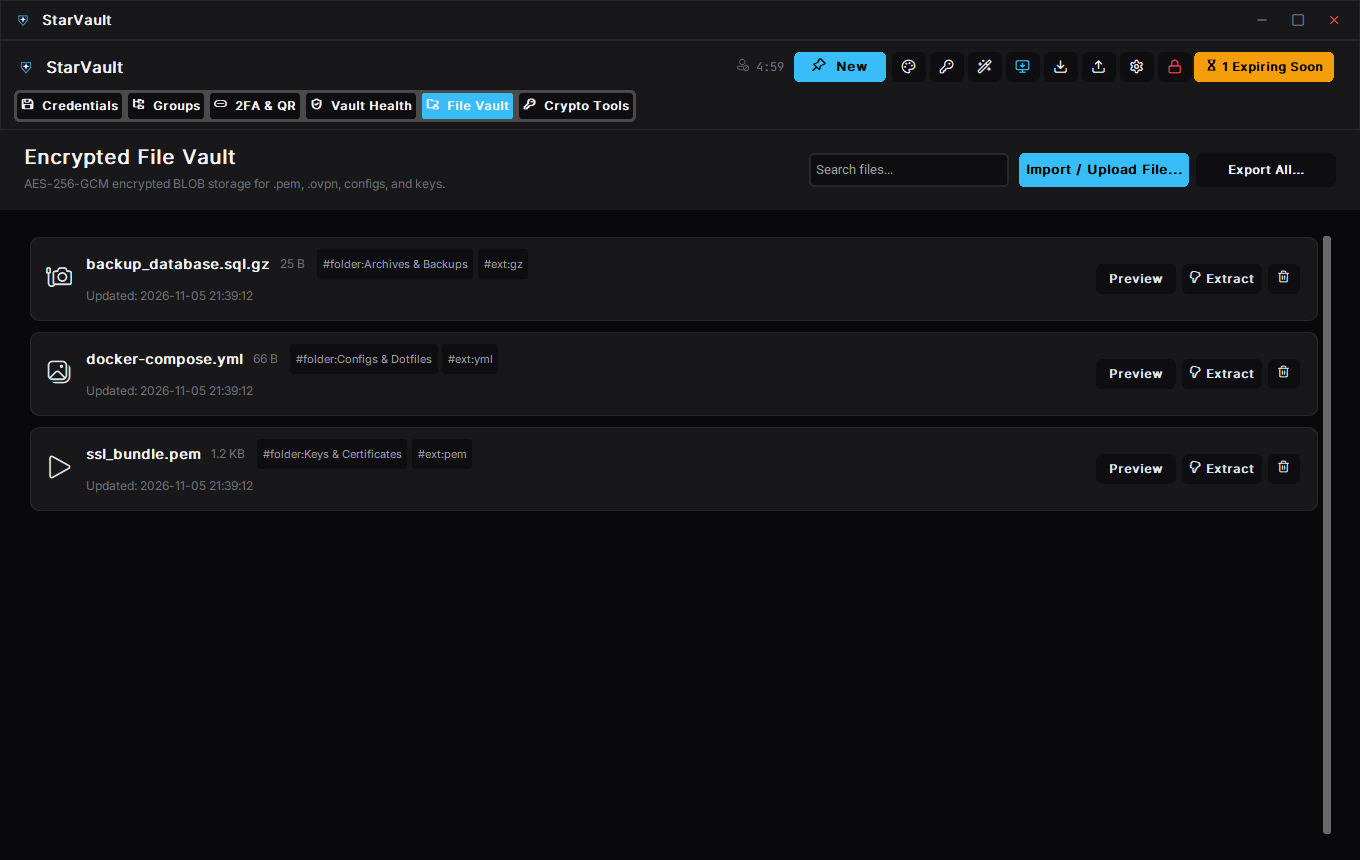 StarVault
StarVault
4:59
New
1 Expiring Soon
Credentials
Groups
2FA & QR
Vault Health
File Vault
Crypto Tools
Encrypted File Vault
AES-256-GCM encrypted BLOB storage for .pem, .ovpn, configs, and keys.
Search files...
Import / Upload File...
Export All...
backup_database.sql.gz 25 B #folder:Archives & Backups #ext:gz
Updated: 2026-11-05 21:39:12
Preview
Extract
docker-compose.yml 66 B #folder:Configs & Dotfiles #ext:yml
Updated: 2026-11-05 21:39:12
Preview
Extract
ssl_bundle.pem 1.2 KB #folder:Keys & Certificates #ext:pem
Updated: 2026-11-05 21:39:12
Preview
Extract